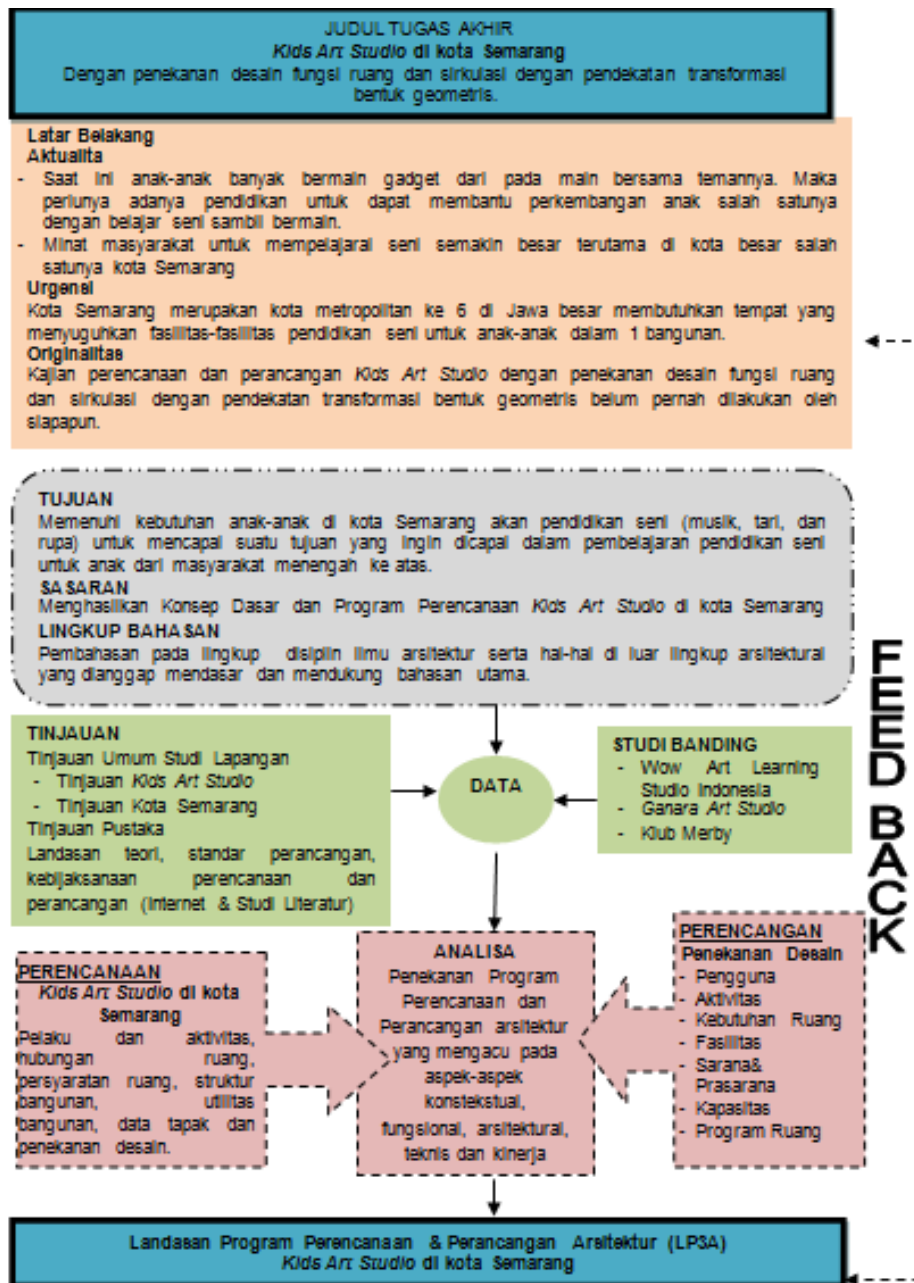 JUDUL TUGAS AKHIR
Kids Art Studio di kota Semarang
Dengan penekanan desain fungsi ruang dan sirkulasi dengan pendekatan transformasi
bentuk geometris.
Latar Belakang
Aktualita
- Saat ini anak-anak banyak bermain gadget dari pada main bersama temannya. Maka
perlunya adanya pendidikan untuk dapat membantu perkembangan anak salah satunya
dengan belajar seni sambil bermain.
- Minat masyarakat untuk mempelajarai seni semakin besar terutama di kota besar salah
satunya kota Semarang
Urgensi
Kota Semarang merupakan kota metropolitan ke 6 di Jawa besar membutuhkan tempat yang
menyuguhkan fasilitas-fasilitas pendidikan seni untuk anak-anak dalam 1 bangunan.
Originalitas
Kajian perencanaan dan perancangan Kids Art Studio dengan penekanan desain fungsi ruang
dan sirkulasi dengan pendekatan transformasi bentuk geometris belum pernah dilakukan oleh
siapapun.
TUJUAN
Memenuhi kebutuhan anak-anak di kota Semarang akan pendidikan seni (musik, tari, dan
rupa) untuk mencapai suatu tujuan yang ingin dicapai dalam pembelajaran pendidikan seni
untuk anak dari masyarakat menengah ke atas.
SASARAN
Menghasilkan Konsep Dasar dan Program Perencanaan Kids Art Studio di kota Semarang
LINGKUP BAHASAN
Pembahasan pada lingkup disiplin ilmu arsitektur serta hal-hal di luar lingkup arsitektural
yang dianggap mendasar dan mendukung bahasan utama.
TINJAUAN
Tinjauan Umum Studi Lapangan
- Tinjauan Kids Art Studio
- Tinjauan Kota Semarang
Tinjauan Pustaka
Landasan teori, standar perancangan,
kebijaksanaan perencanaan dan
perancangan (Internet & Studi Literatur)
DATA
STUDI BANDING
- Wow Art Learning
Studio Indonesia
- Ganara Art Studio
- Klub Merby
FEED BACK
PERENCANAAN
Kids Art Studio di kota
Semarang
Pelaku dan aktivitas,
hubungan ruang,
persyaratan ruang, struktur
bangunan, utilitas
bangunan, data tapak dan
penekanan desain.
ANALISA
Penekanan Program
Perencanaan dan
Perancangan arsitektur
yang mengacu pada
aspek-aspek
konstekstual,
fungsional, arsitektural,
teknis dan kinerja
PERENCANGAN
Penekanan Desain
- Pengguna
- Aktivitas
- Kebutuhan Ruang
- Fasilitas
- Sarana&
Prasarana
- Kapasitas
- Program Ruang
Landasan Program Perencanaan & Perancangan Arsitektur (LP3A)
Kids Art Studio di kota Semarang